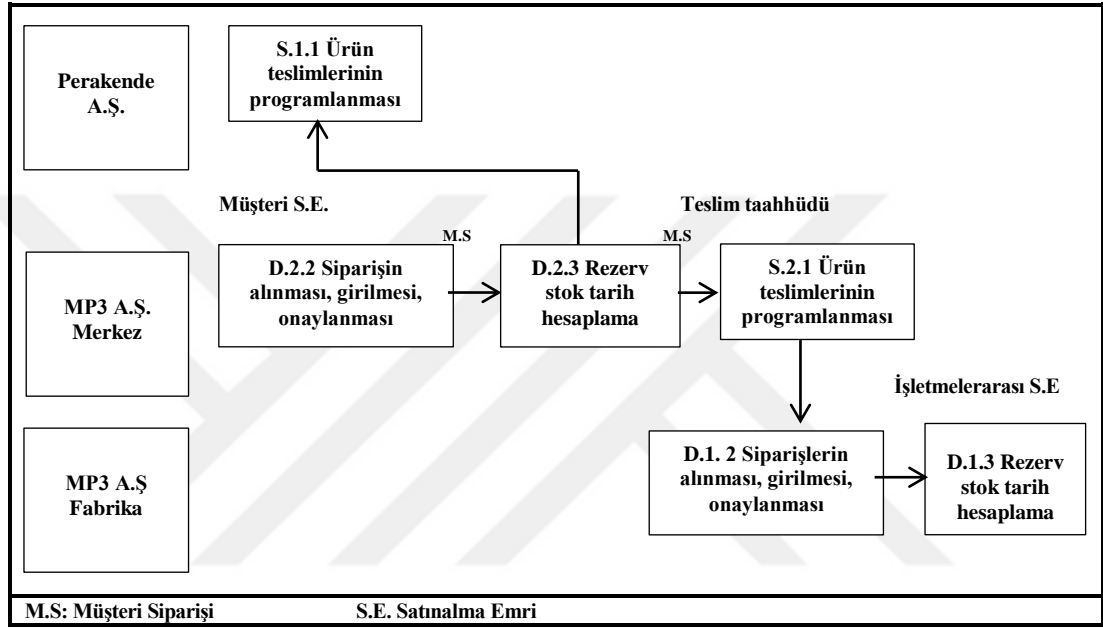 Perakende
A.Ş.
S.1.1 Ürün
teslimlerinin
programlanması
Müşteri S.E.
Teslim taahhüdü
M.S
M.S
MP3 A.Ş.
Merkez
D.2.2 Siparişin
alınması, girilmesi,
onaylanması
D.2.3 Rezerv
stok tarih
hesaplama
S.2.1 Ürün
teslimlerinin
programlanması
İşletmelerarası S.E
MP3 A.Ş
Fabrika
D.1. 2 Siparişlerin
alınması, girilmesi,
onaylanması
D.1.3 Rezerv
stok tarih
hesaplama
M.S: Müşteri Siparişi
S.E. Satınalma Emri